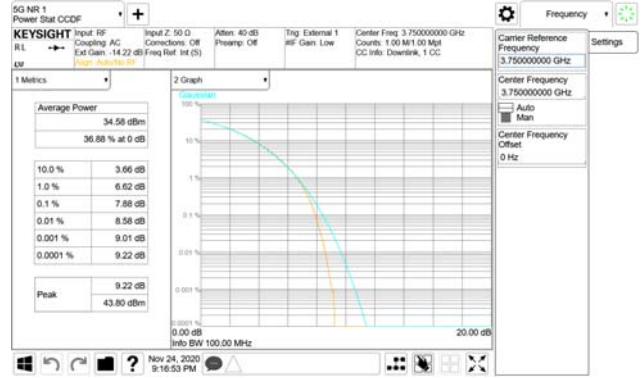 5G NR 1
Power Stat CCDF
Frequency
Settings
KEYSIGHT
RL
Input: RF
Coupling: AC
Ext Gain: -14.22 dB
Align: Auto/No RF
Input Z: 50 Ω
Corrections: Off
Freq Ref: Int (S)
Atten: 40 dB
Preamp: Off
Trig: External 1
#IF Gain: Low
Center Freq: 3.750000000 GHz
Counts: 1.00 M/1.00 Mpt
CC Info: Downlink, 1 CC
Carrier Reference
Frequency
3.750000000 GHz
Center Frequency
3.750000000 GHz
Auto
Man
Center Frequency
Offset
0 Hz
1 Metrics
Average Power
34.58 dBm
36.88 % at 0 dB
10.0 % 3.66 dB
1.0 % 6.62 dB
0.1 % 7.88 dB
0.01 % 8.58 dB
0.001 % 9.01 dB
0.0001 % 9.22 dB
Peak
9.22 dB
43.80 dBm
2 Graph
Gaussian
100 %
10 %
1 %
0.1 %
0.01 %
0.001 %
0.0001 %
0.00 dB
20.00 dB
Info BW 100.00 MHz
?
Nov 24, 2020
9:16:53 PM